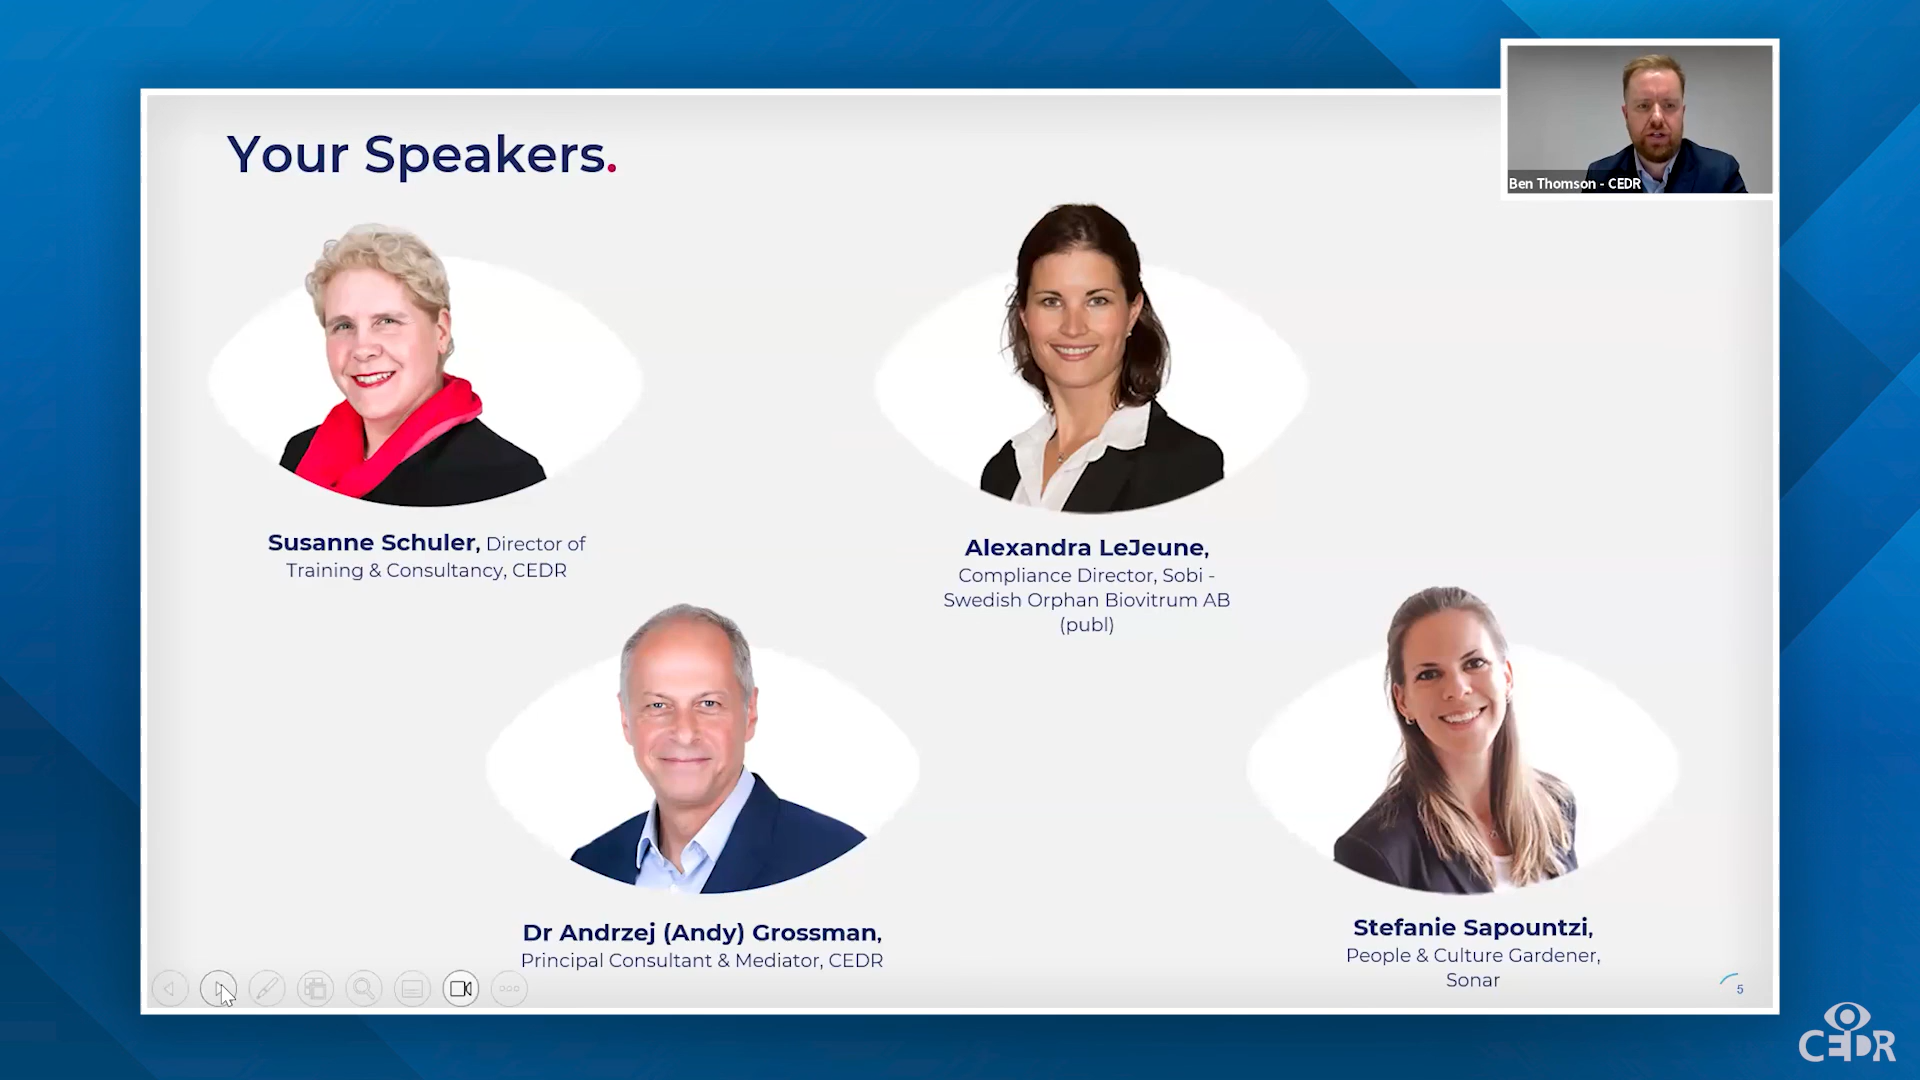 Your Speakers.
Ben Thomson - CEDR
Susanne Schuler, Director of
Training & Consultancy, CEDR
Alexandra LeJeune,
Compliance Director, Sobi -
Swedish Orphan Biovitrum AB
(publ)
Dr Andrzej (Andy) Grossman,
Principal Consultant & Mediator, CEDR
Stefanie Sapountzi,
People & Culture Gardener,
Sonar
5
CEDR